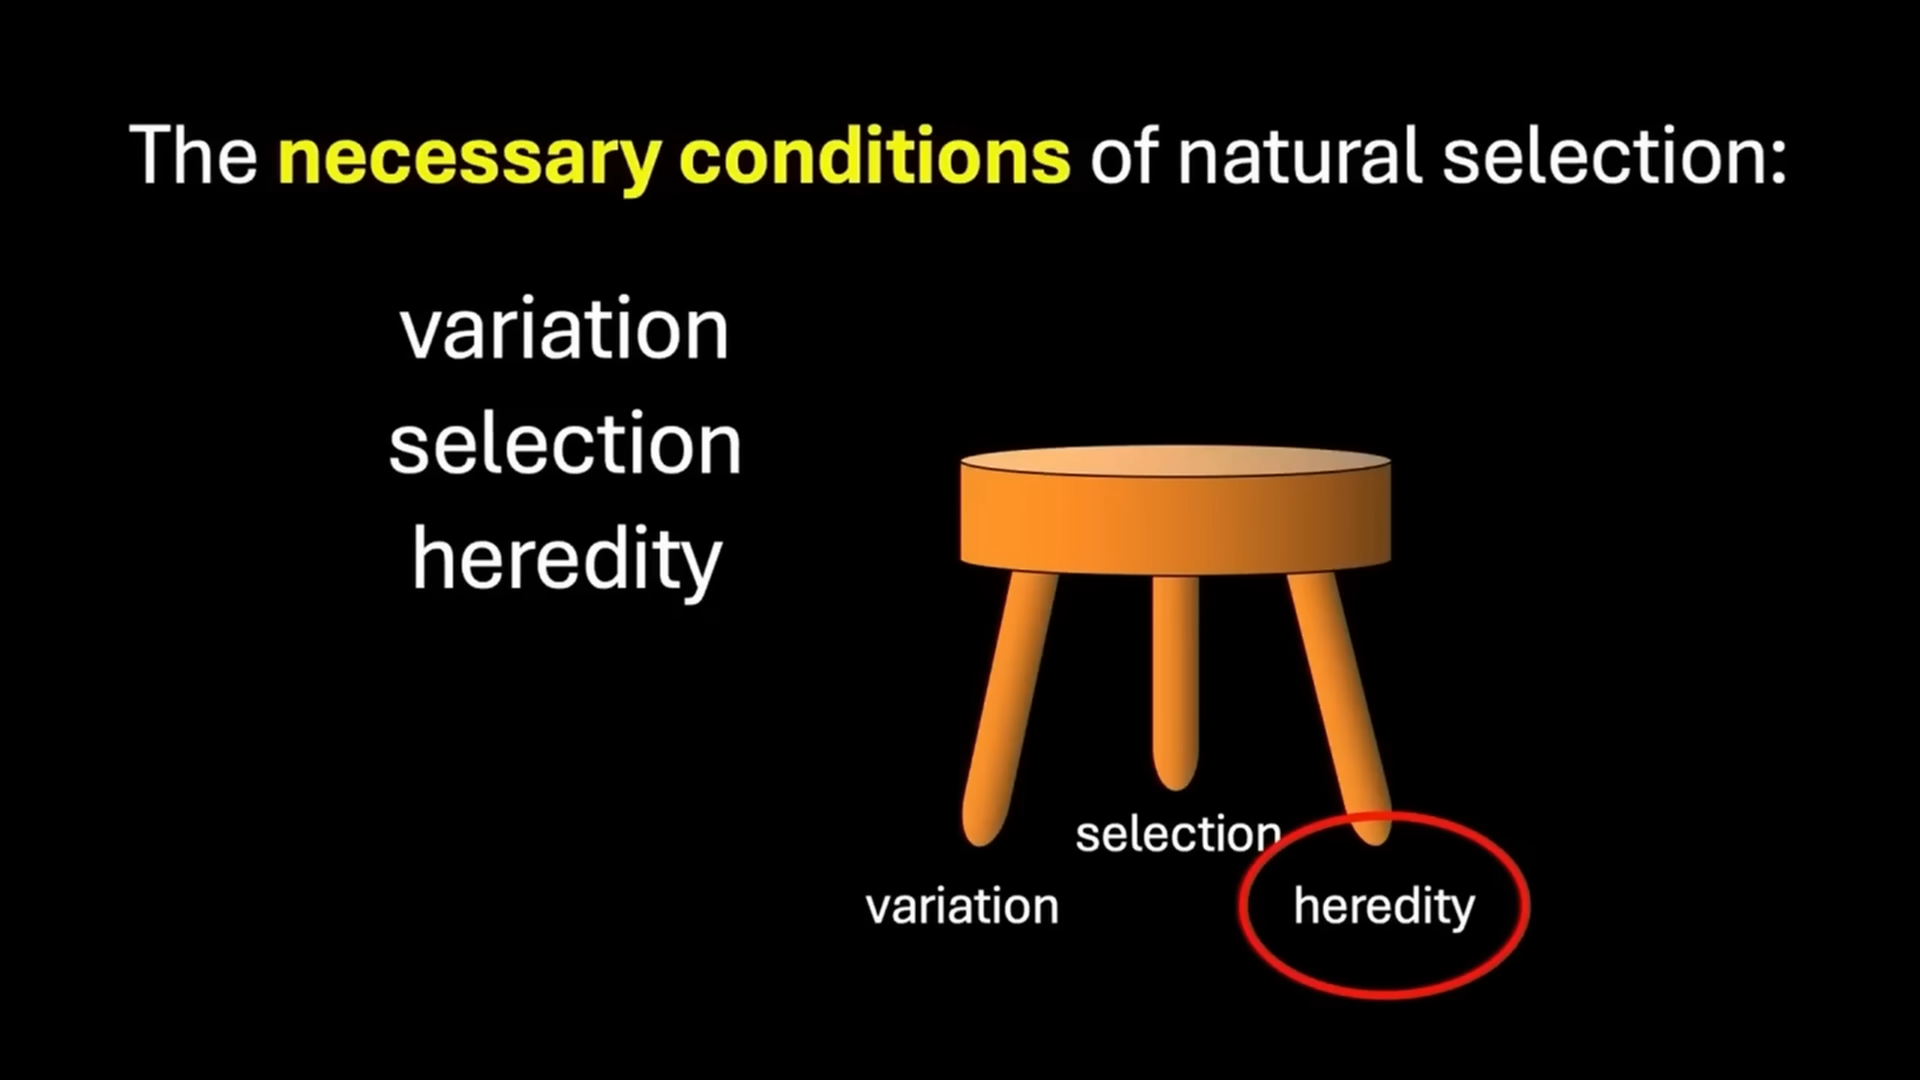 The necessary conditions of natural selection:
variation
selection
heredity
selection
variation
heredity